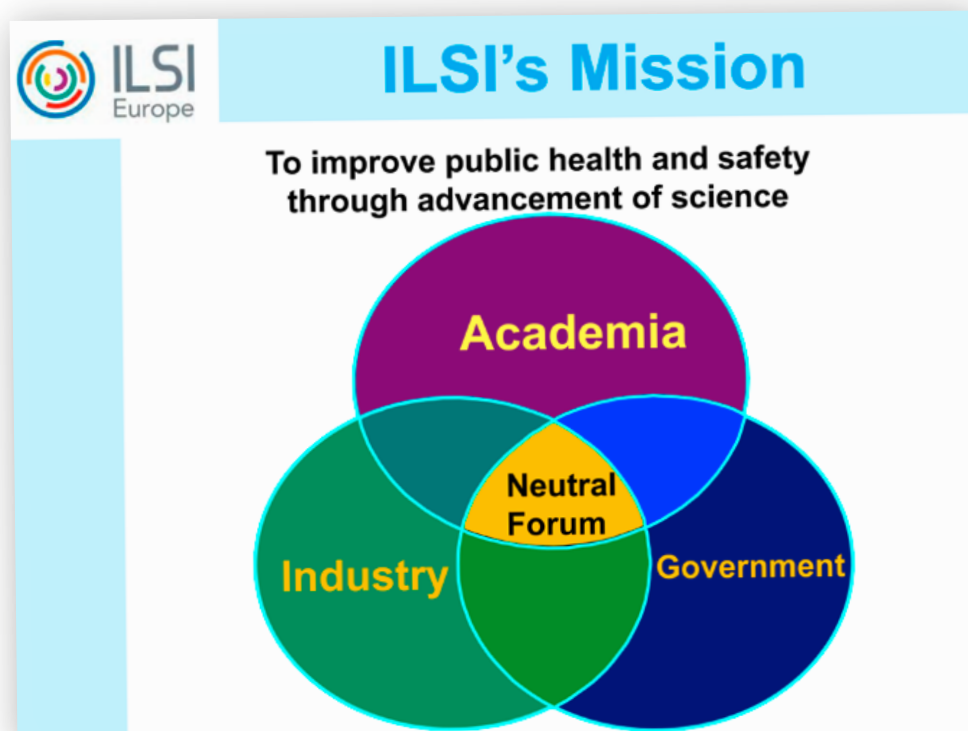 ILSI
Europe
ILSI's Mission
To improve public health and safety
through advancement of science
Academia
Neutral
Forum
Industry
Government